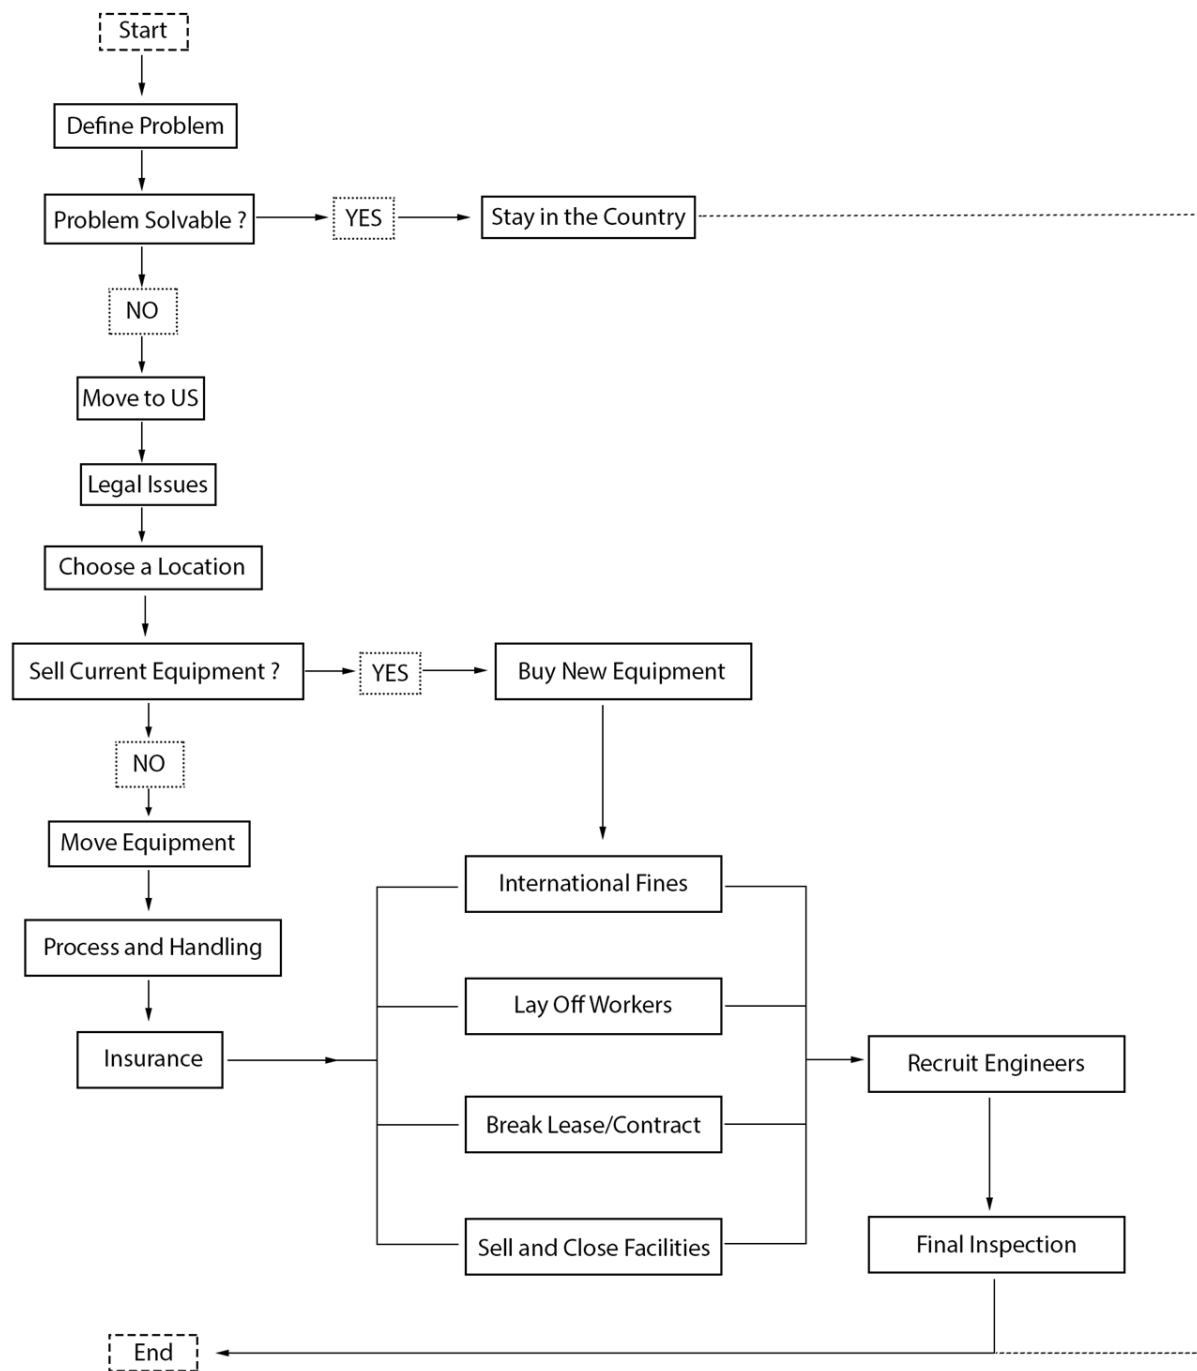 Start
Define Problem
Problem Solvable ?
YES
Stay in the Country
NO
Move to US
Legal Issues
Choose a Location
Sell Current Equipment ?
YES
Buy New Equipment
NO
Move Equipment
International Fines
Process and Handling
Lay Off Workers
Insurance
Recruit Engineers
Break Lease/Contract
Sell and Close Facilities
Final Inspection
End